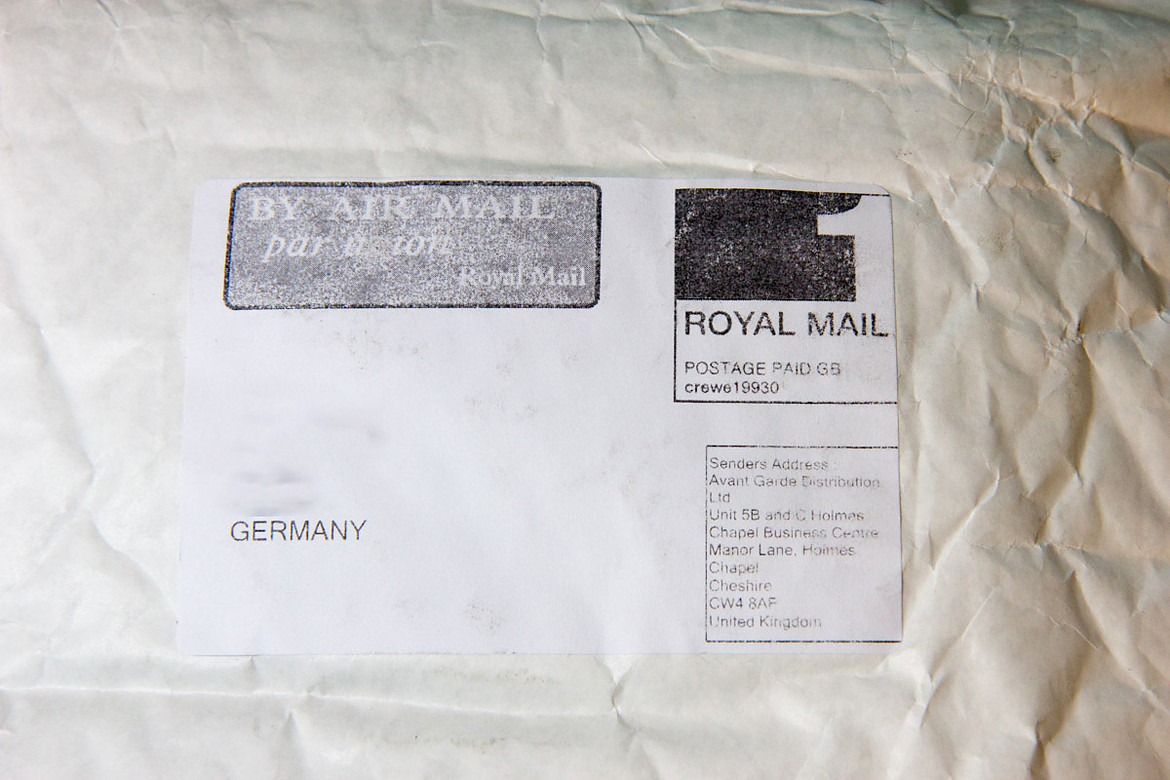 BY AIR MAIL
par avion
Royal Mail
1
ROYAL MAIL
POSTAGE PAID GB
crewe19930
GERMANY
Senders Address :
Avant Garde Distribution
Ltd
Unit 5B and C Holmes
Chapel Business Centre
Manor Lane, Holmes
Chapel
Cheshire
CW4 8AF
United Kingdom